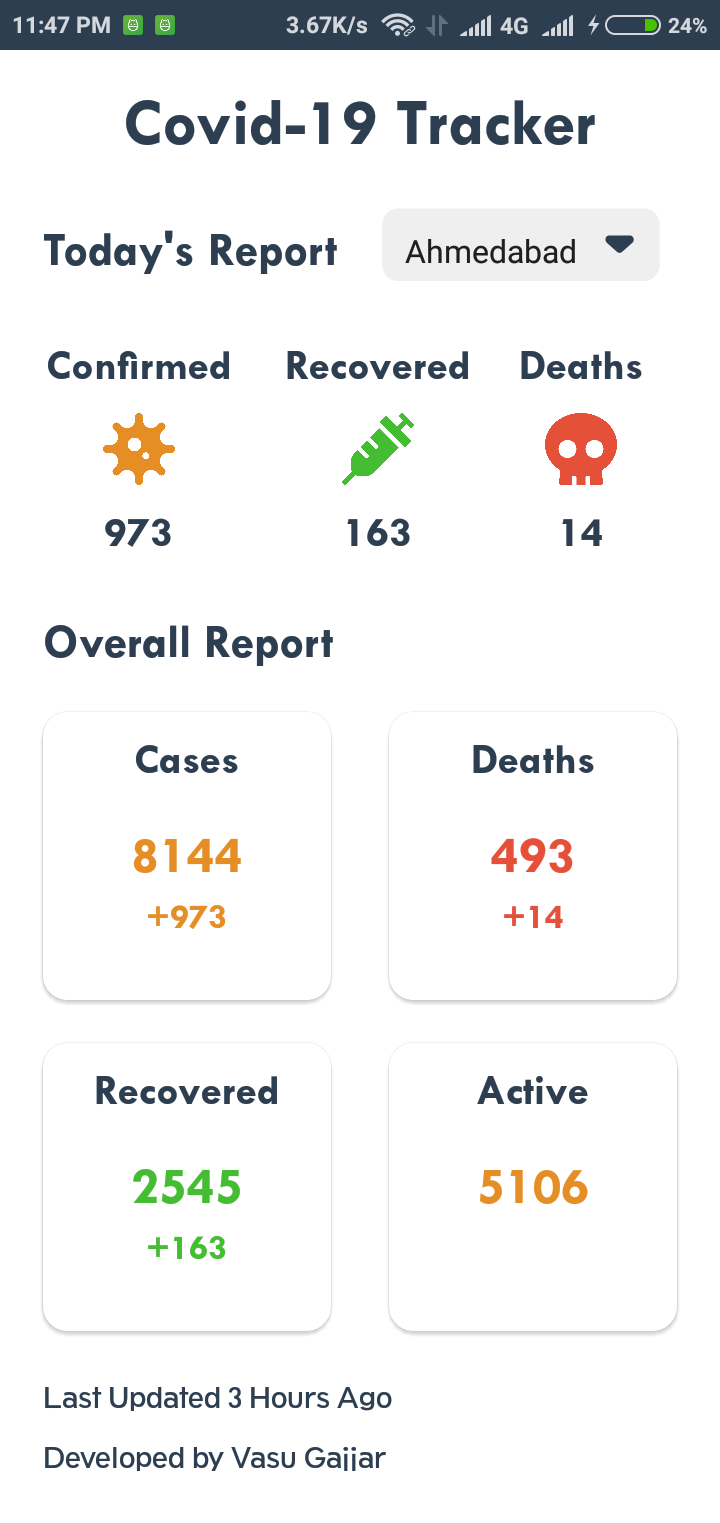 11:47 PM 3.67K/s 4G 24%
Covid-19 Tracker
Today's Report Ahmedabad
Confirmed Recovered Deaths
973 163 14
Overall Report
Cases Deaths
8144 493
+973 +14
Recovered Active
2545 5106
+163
Last Updated 3 Hours Ago
Developed by Vasu Gajjar